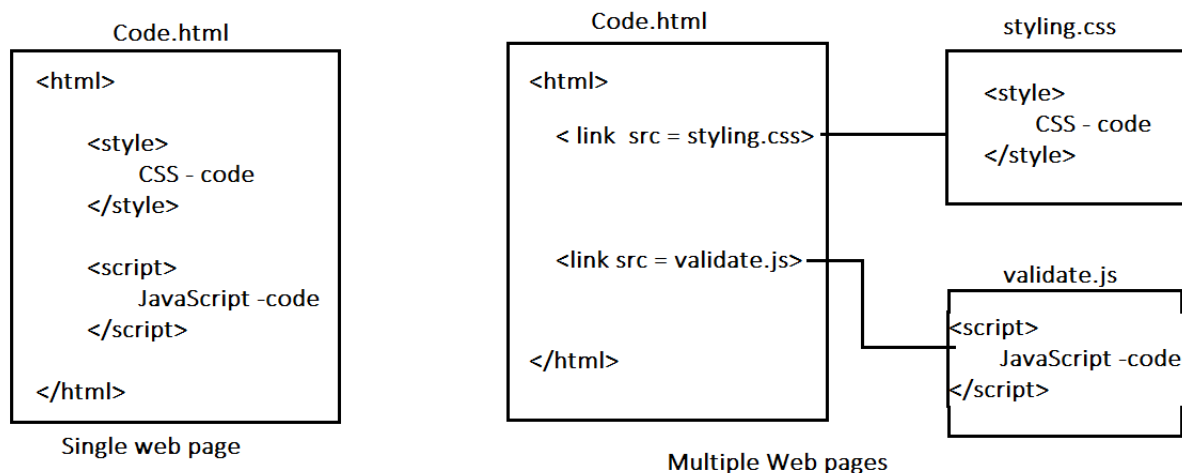 Code.html
<html>
<style>
CSS - code
</style>
<script>
JavaScript -code
</script>
</html>
Single web page
Code.html
<html>
< link src = styling.css>
<link src = validate.js>
</html>
styling.css
<style>
CSS - code
</style>
validate.js
<script>
JavaScript -code
</script>
Multiple Web pages